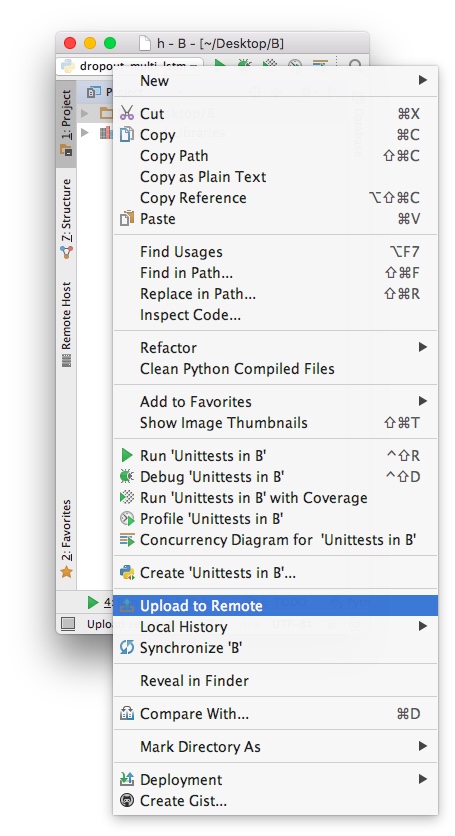 h - B - [~/Desktop/B]
dropout_multi_lstm
1: Project
New
Cut ⌘X
Copy ⌘C
Copy Path ⇧⌘C
Copy as Plain Text
Copy Reference ⌥⇧⌘C
Paste ⌘V
Z: Structure
Find Usages ⌥F7
Find in Path... ⇧⌘F
Replace in Path... ⇧⌘R
Inspect Code...
Remote Host
Refactor
Clean Python Compiled Files
Add to Favorites
Show Image Thumbnails ⇧⌘T
Run 'Unittests in B' ^⇧R
Debug 'Unittests in B' ^⇧D
Run 'Unittests in B' with Coverage
Profile 'Unittests in B'
Concurrency Diagram for 'Unittests in B'
2: Favorites
Create 'Unittests in B'...
4:
Upload to Remote
Uploa
Local History
Synchronize 'B'
Reveal in Finder
Compare With... ⌘D
Mark Directory As
Deployment
Create Gist...